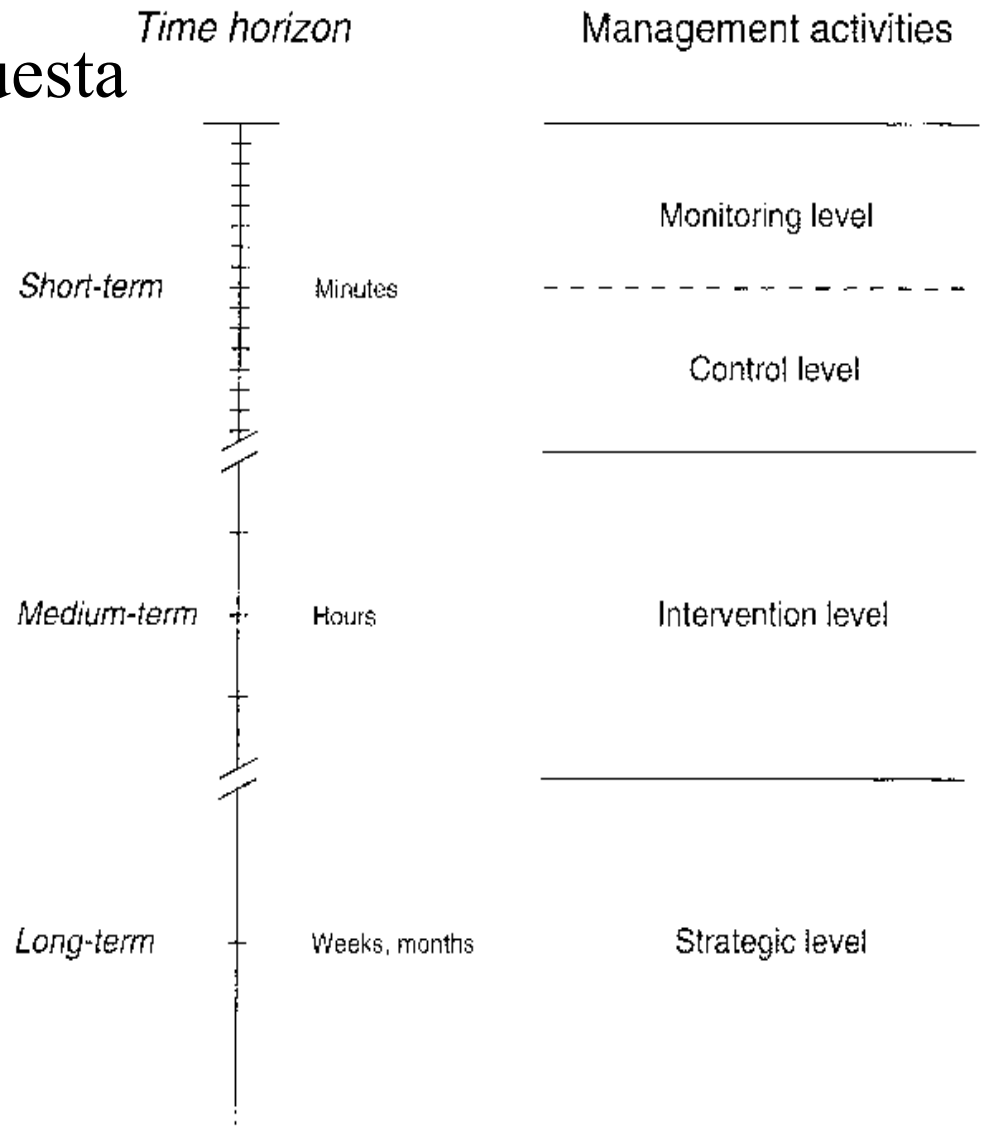 Time horizon
Management activities
Monitoring level
Short-term
Minutes
Control level
Medium-term
Hours
Intervention level
Long-term
Weeks, months
Strategic level